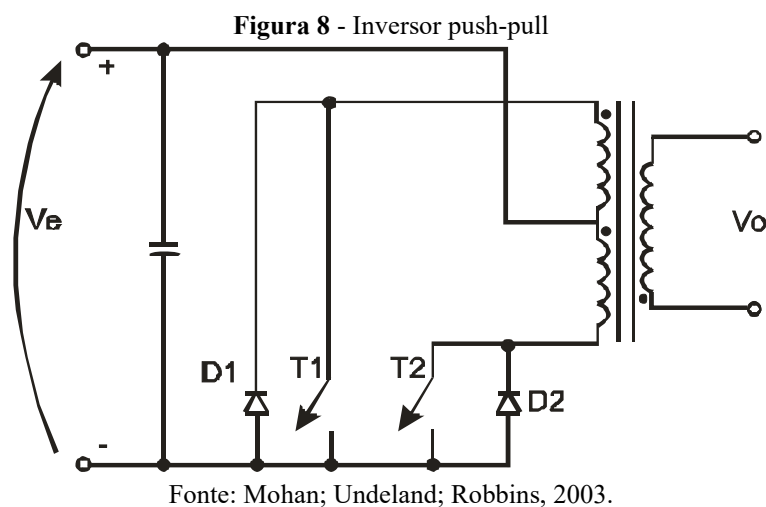 Figura 8 - Inversor push-pull
+
Ve
Vo
D1
T1
T2
D2
-
Fonte: Mohan; Undeland; Robbins, 2003.